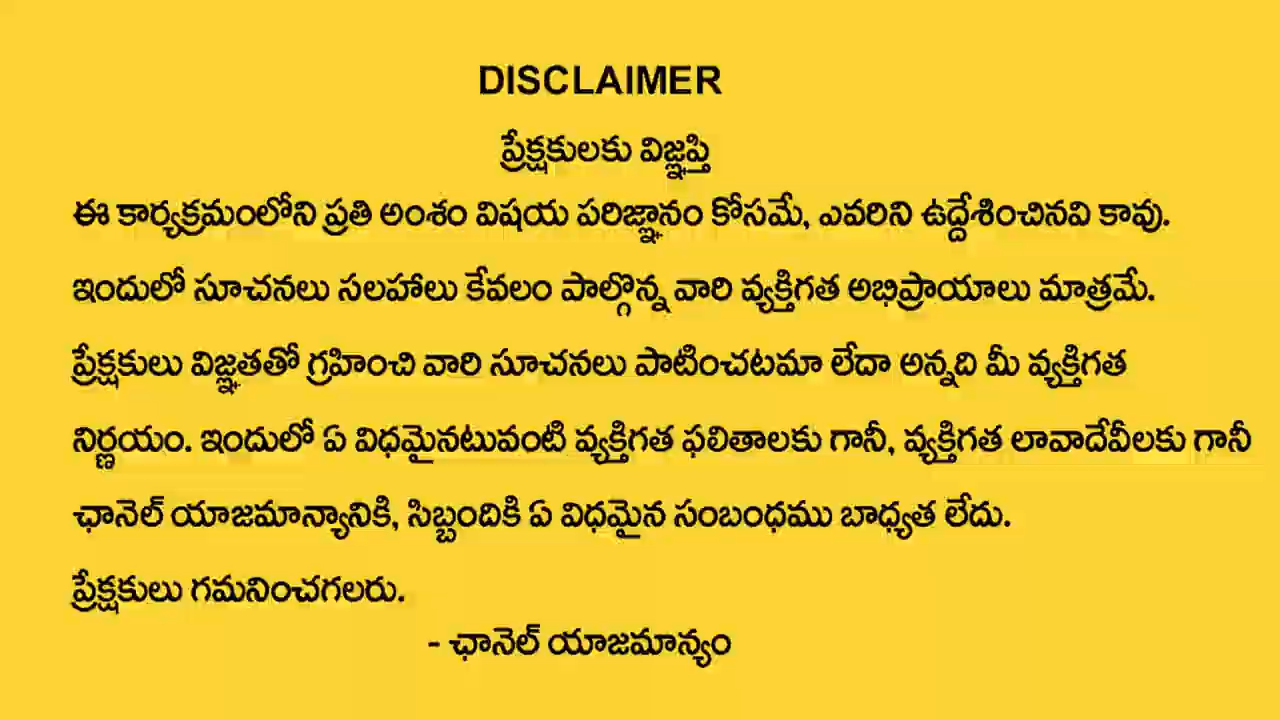 DISCLAIMER
ప్రేక్షకులకు విజ్ఞప్తి
ఈ కార్యక్రమంలోని ప్రతి అంశం విషయ పరిజ్ఞానం కోసమే, ఎవరిని ఉద్దేశించినవి కావు.
ఇందులో సూచనలు సలహాలు కేవలం పాల్గొన్న వారి వ్యక్తిగత అభిప్రాయాలు మాత్రమే.
ప్రేక్షకులు విజ్ఞతతో గ్రహించి వారి సూచనలు పాటించటమా లేదా అన్నది మీ వ్యక్తిగత
నిర్ణయం. ఇందులో ఏ విధమైనటువంటి వ్యక్తిగత ఫలితాలకు గానీ, వ్యక్తిగత లావాదేవీలకు గానీ
ఛానెల్ యాజమాన్యానికి, సిబ్బందికి ఏ విధమైన సంబంధము బాధ్యత లేదు.
ప్రేక్షకులు గమనించగలరు.
- ఛానెల్ యాజమాన్యం